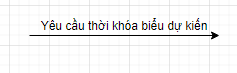 Yêu cầu thời khóa biểu dự kiến